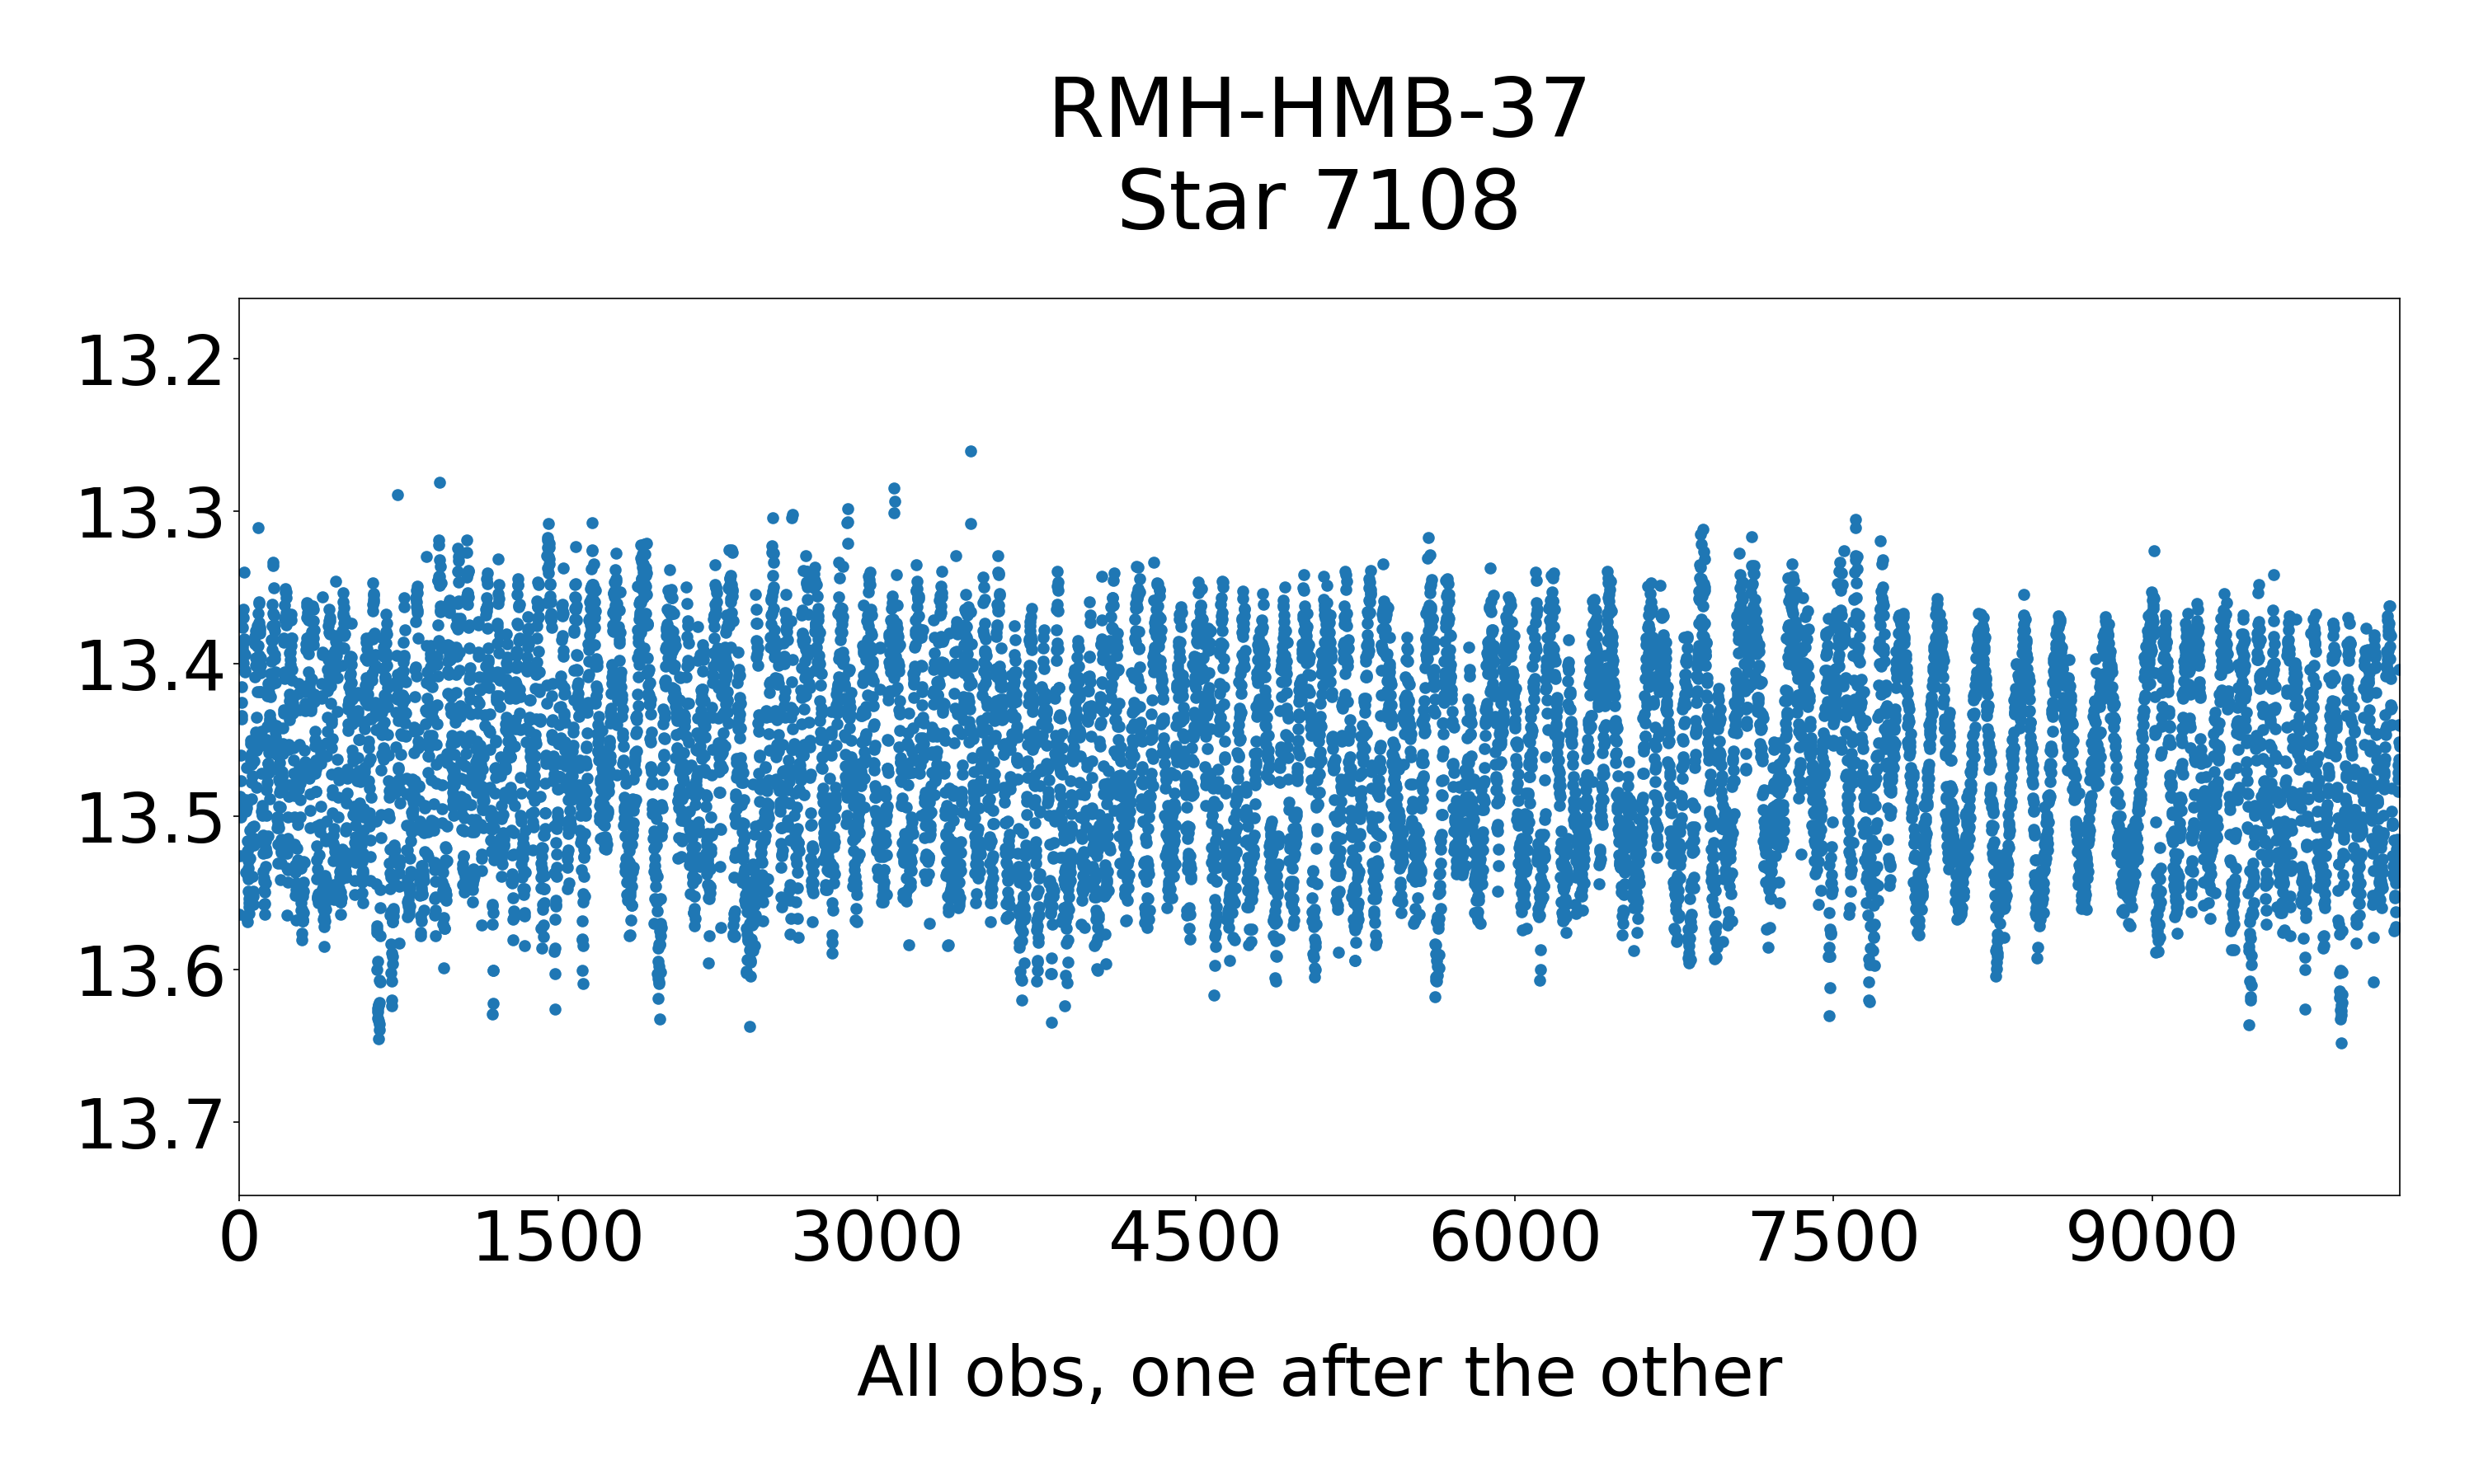 RMH-HMB-37
Star 7108
13.2
13.3
13.4
13.5
13.6
13.7
0 1500 3000 4500 6000 7500 9000
All obs, one after the other